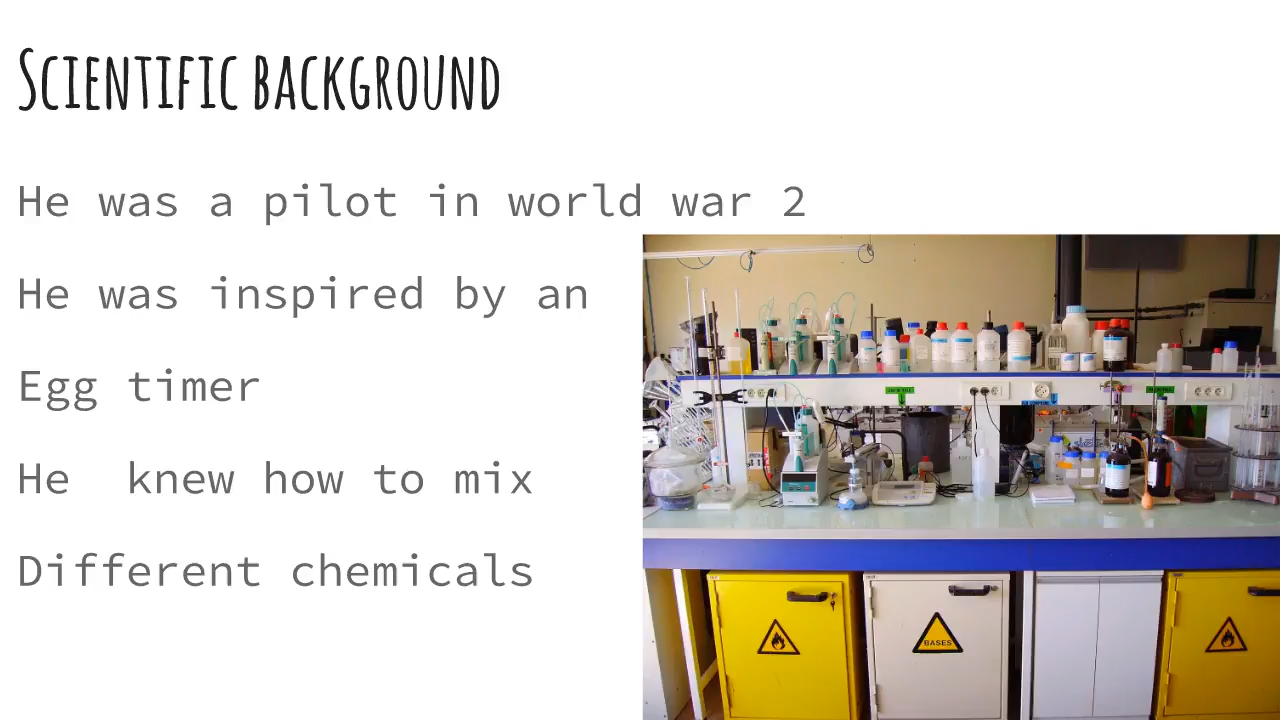 Scientific background
He was a pilot in world war 2
He was inspired by an
Egg timer
He  knew how to mix
Different chemicals
BASES